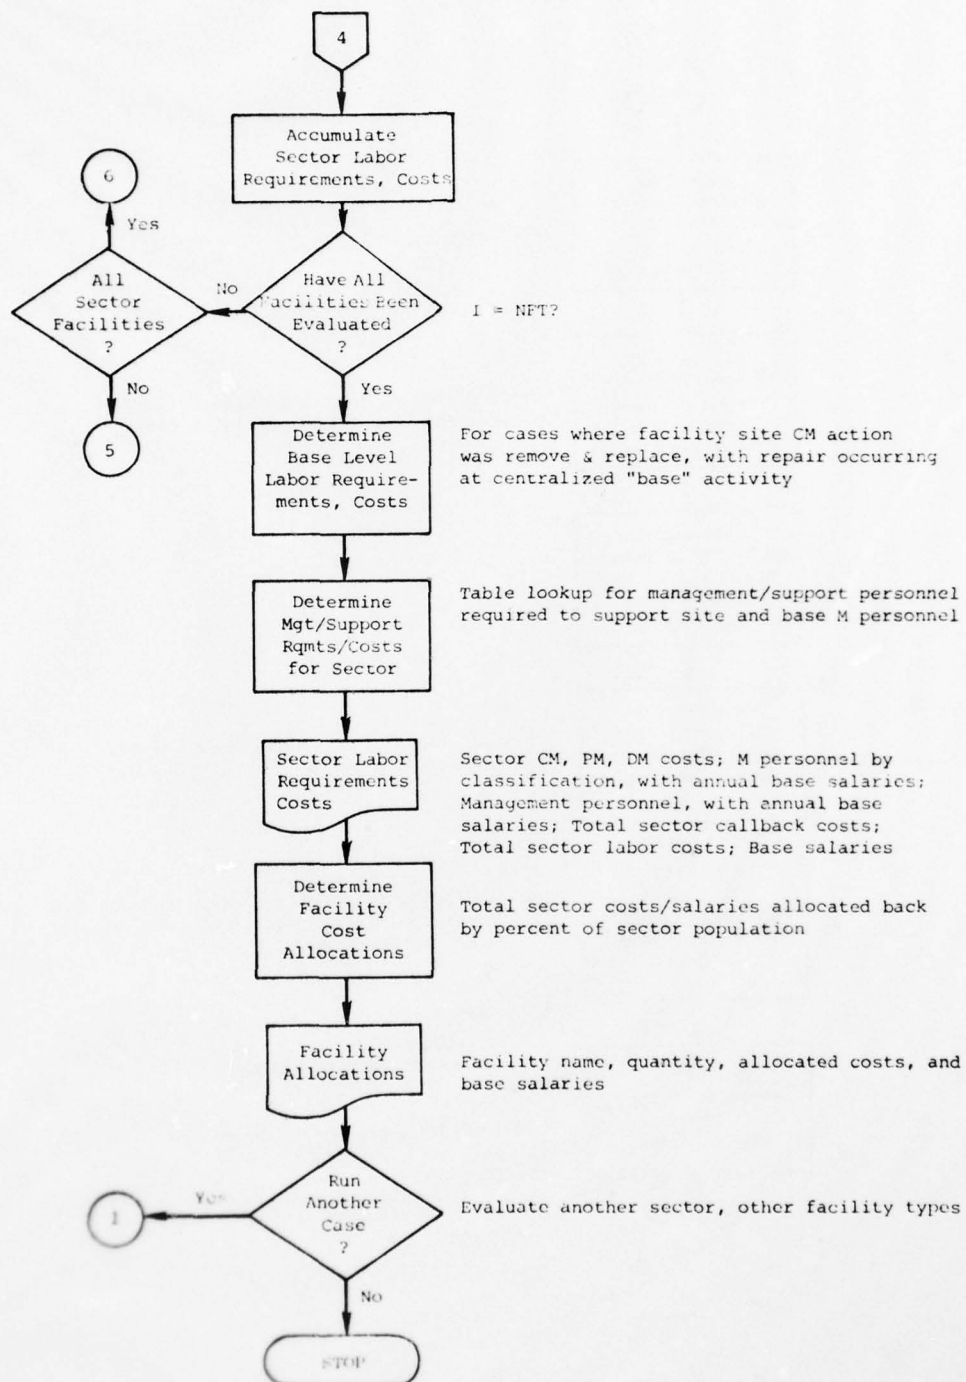 4
Accumulate
Sector Labor
Requirements, Costs
6
Yes
All
Sector
Facilities
?
No
Have All
Facilities Been
Evaluated
?
I = NFT?
No
Yes
5
Determine
Base Level
Labor Require-
ments, Costs
For cases where facility site CM action
was remove & replace, with repair occurring
at centralized "base" activity
Determine
Mgt/Support
Rqmts/Costs
for Sector
Table lookup for management/support personnel
required to support site and base M personnel
Sector Labor
Requirements
Costs
Sector CM, PM, DM costs; M personnel by
classification, with annual base salaries;
Management personnel, with annual base
salaries; Total sector callback costs;
Total sector labor costs; Base salaries
Determine
Facility
Cost
Allocations
Total sector costs/salaries allocated back
by percent of sector population
Facility
Allocations
Facility name, quantity, allocated costs, and
base salaries
1
Yes
Run
Another
Case
?
Evaluate another sector, other facility types
No
STOP